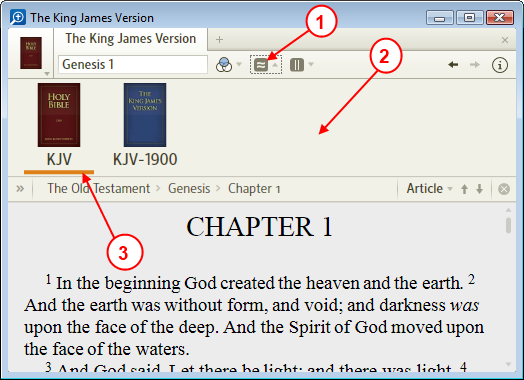 The King James Version
The King James Version
1
Genesis 1
2
HOLY BIBLE
THE KING JAMES VERSION
KJV KJV-1900
The Old Testament Genesis Chapter 1 Article
3
CHAPTER 1
1 In the beginning God created the heaven and the earth. 2
And the earth was without form, and void; and darkness was
upon the face of the deep. And the Spirit of God moved upon
the face of the waters.
3 And God said, Let there be light: and there was light. 4